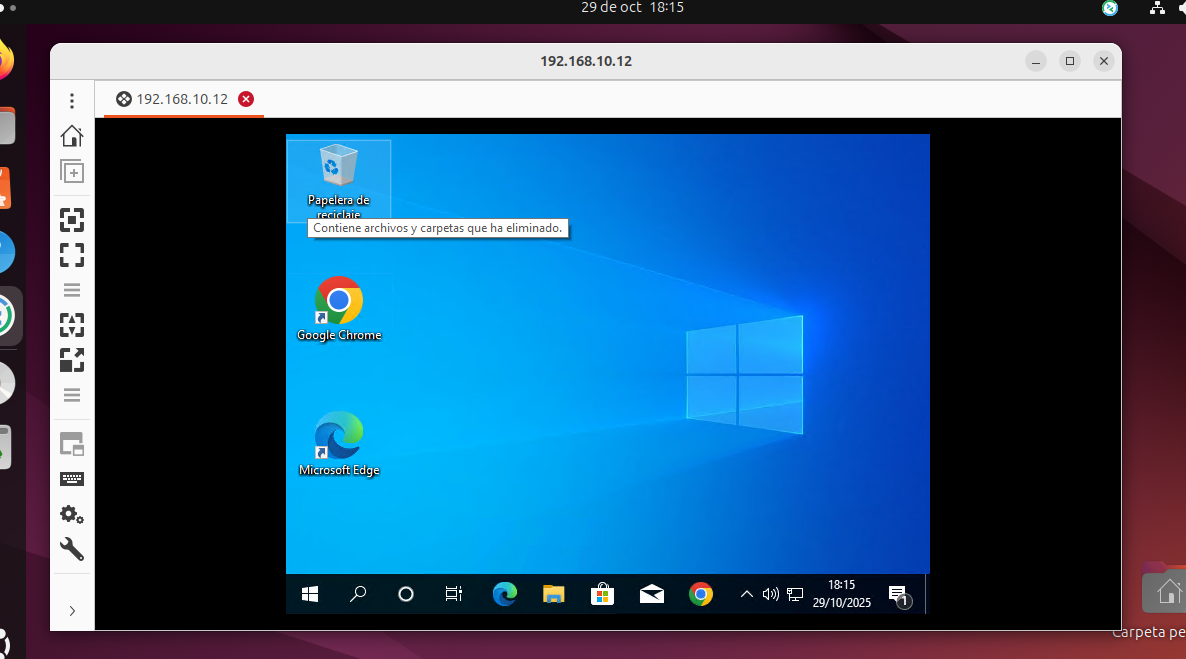 29 de oct 18:15
192.168.10.12
192.168.10.12
Papelera de
reciclaje
Contiene archivos y carpetas que ha eliminado.
Google Chrome
Microsoft Edge
18:15
29/10/2025
1
Carpeta pe